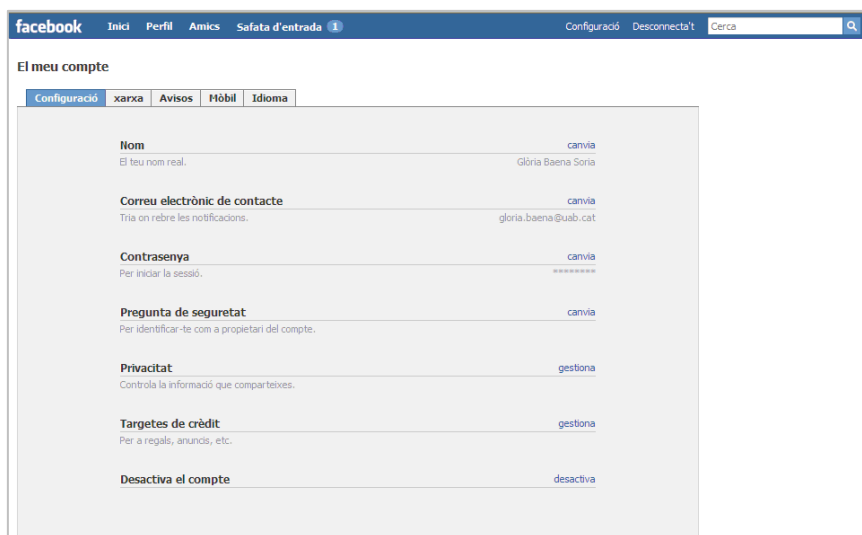 facebook Inici Perfil Amics Safata d'entrada 1 Configuració Desconnecta't Cerca
El meu compte
Configuració xarxa Avisos Mòbil Idioma
Nom canvia
El teu nom real. Glòria Baena Soria
Correu electrònic de contacte canvia
Tria on rebre les notificacions. gloria.baena@uab.cat
Contrasenya canvia
Per iniciar la sessió. ********
Pregunta de seguretat canvia
Per identificar-te com a propietari del compte.
Privacitat gestiona
Controla la informació que comparteixes.
Targetes de crèdit gestiona
Per a regals, anuncis, etc.
Desactiva el compte desactiva